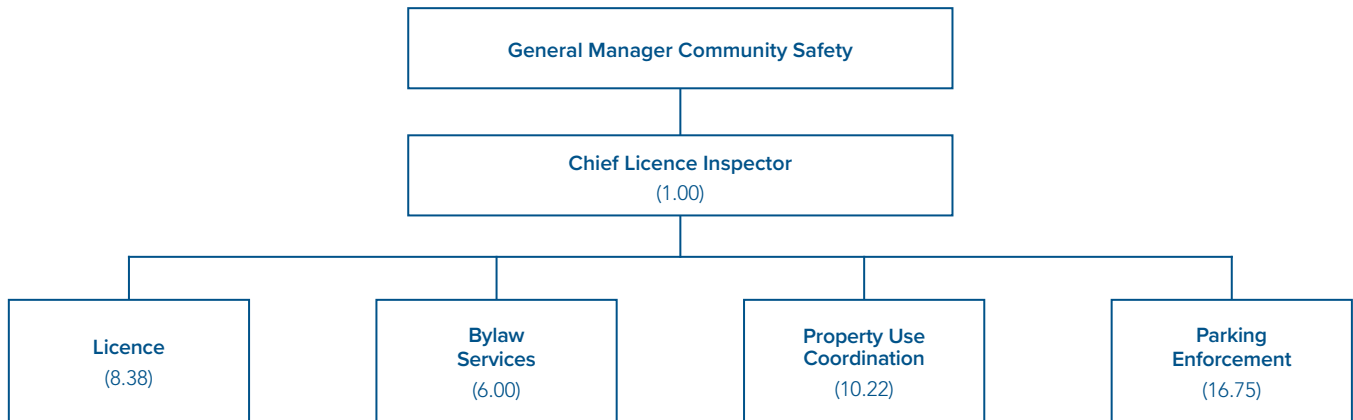 General Manager Community Safety
Chief Licence Inspector
(1.00)
Licence
(8.38)
Bylaw
Services
(6.00)
Property Use
Coordination
(10.22)
Parking
Enforcement
(16.75)